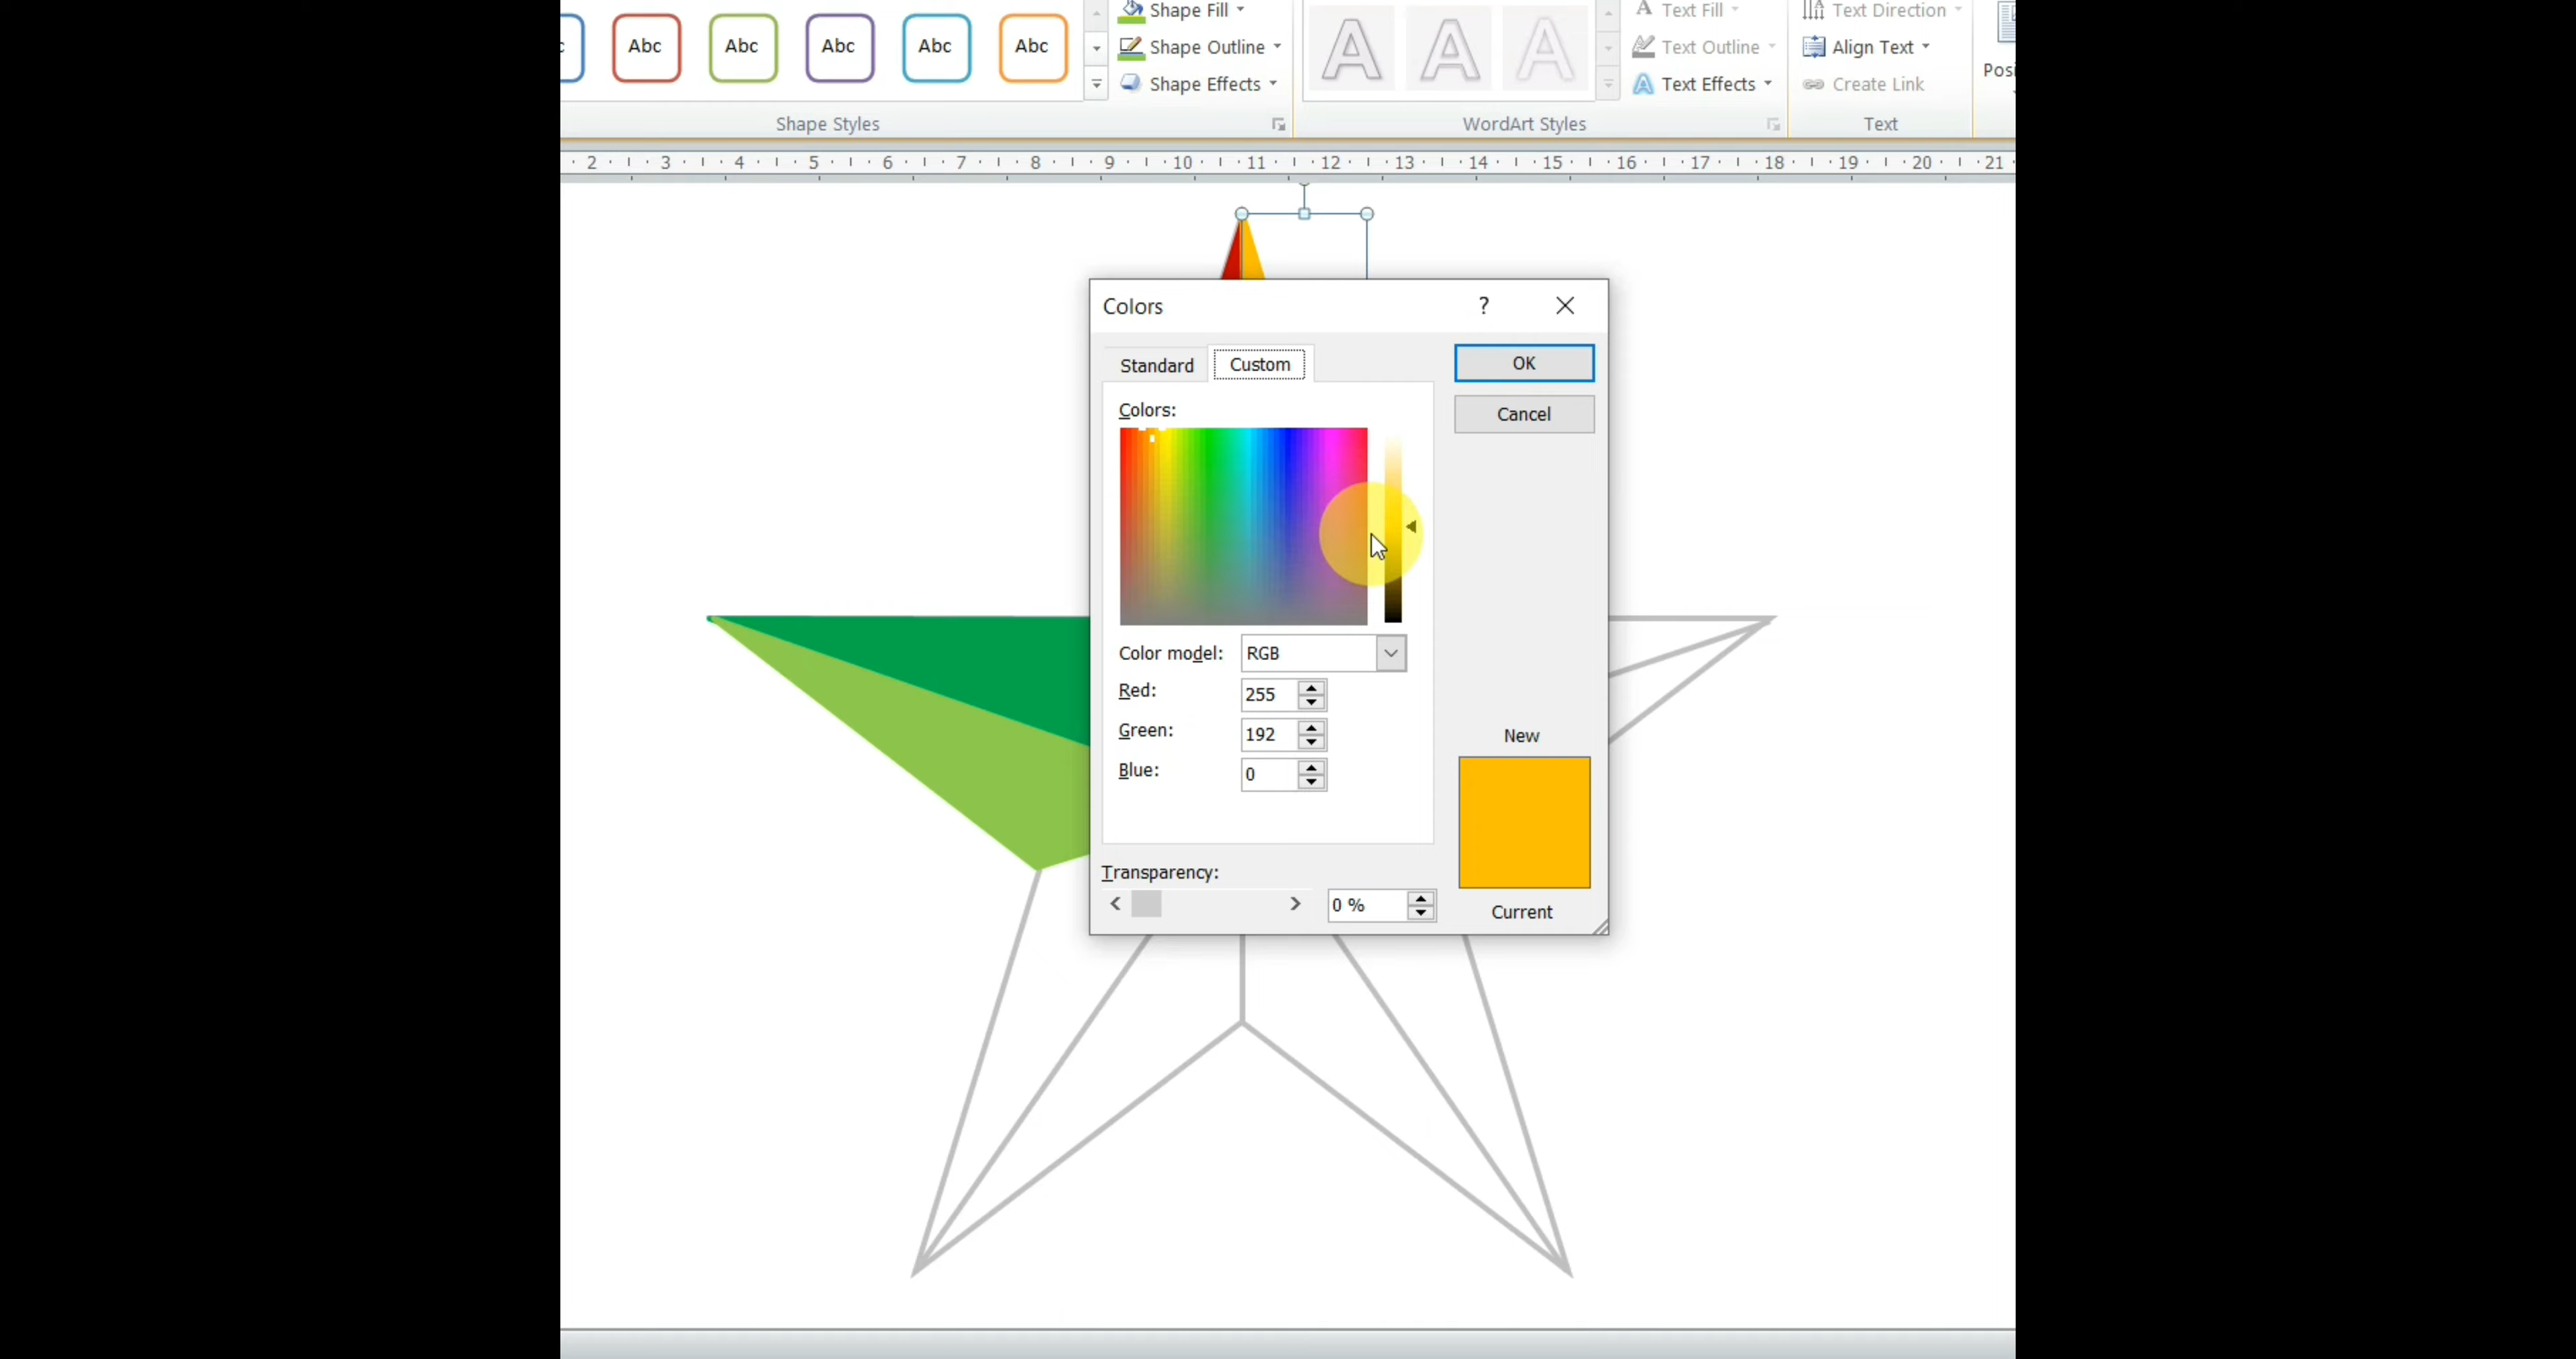 Abc Abc Abc Abc Abc
Shape Fill
Shape Outline
Shape Effects
Shape Styles
A A A
Text Fill
Text Outline
Text Effects
WordArt Styles
Text Direction
Align Text
Create Link
Text
Posi
2 3 4 5 6 7 8 9 10 11 12 13 14 15 16 17 18 19 20 21
Colors ?
Standard Custom
OK
Cancel
Colors:
Color model: RGB
Red: 255
Green: 192
Blue: 0
New
Current
Transparency:
0 %